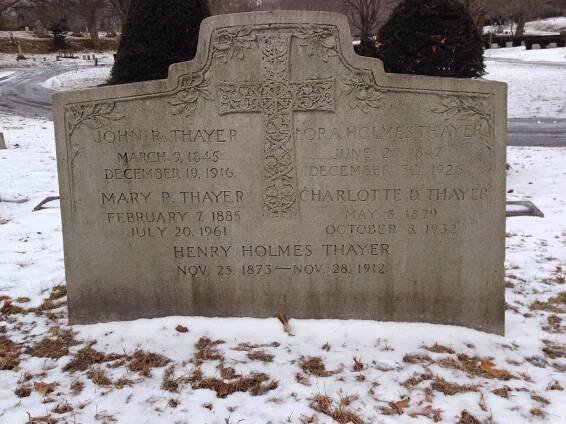 JOHN R. THAYER
MARCH 9, 1845
DECEMBER 19, 1916.
MARY P. THAYER
FEBRUARY 7, 1885
JULY 20, 1961
HOLMES THAYER
JUNE 1847
DECEMBER 30, 1925.
CHARLOTTE D. THAYER
MAY 5, 1879
OCTOBER 8, 1932
HENRY HOLMES THAYER
NOV. 25, 1873—NOV. 28, 1912.